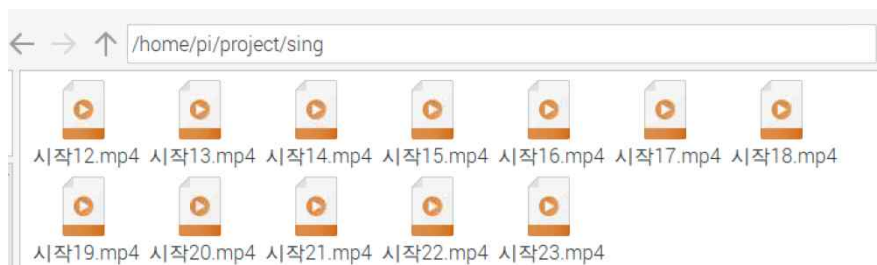 /home/pi/project/sing
시작12.mp4 시작13.mp4 시작14.mp4 시작15.mp4 시작16.mp4 시작17.mp4 시작18.mp4
시작19.mp4 시작20.mp4 시작21.mp4 시작22.mp4 시작23.mp4